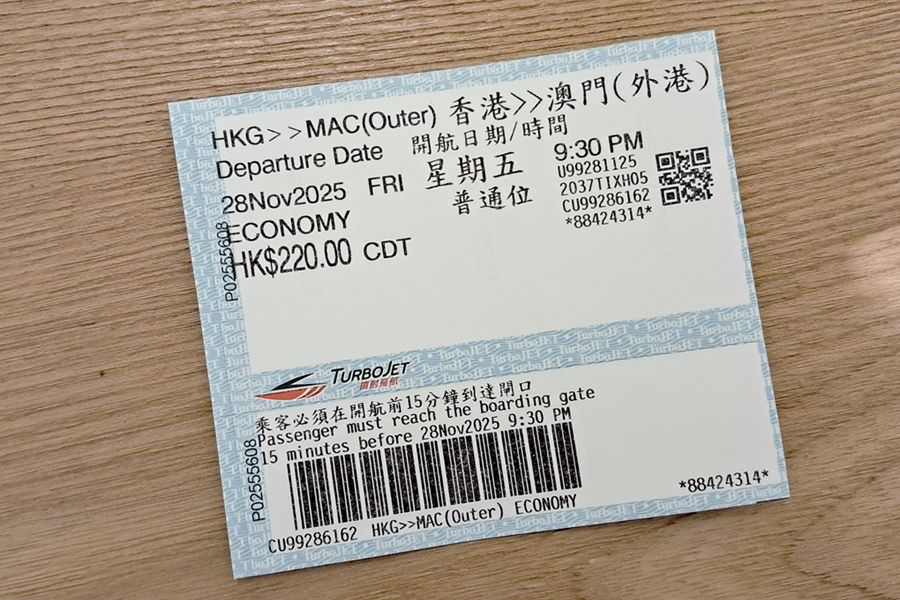 HKG>>MAC(Outer) 香港>>澳門(外港)
Departure Date 開航日期/時間
28Nov2025 FRI 星期五 9:30 PM
ECONOMY 普通位
HK$220.00 CDT
U99281125
2037TIXH05
CU99286162
*88424314*
P02555608
TURBOJET
噴射飛航
乘客必須在開航前15分鐘到達閘口
Passenger must reach the boarding gate
15 minutes before 28Nov2025 9:30 PM
P02555608
CU99286162 HKG>>MAC(Outer) ECONOMY
*88424314*